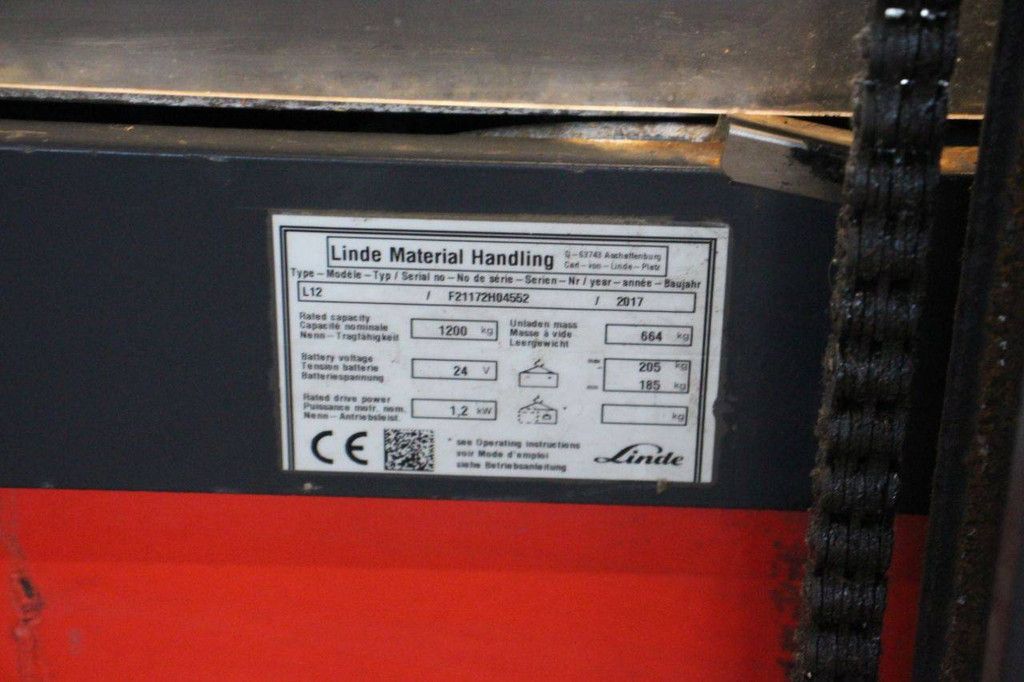 Linde Material Handling
D-63743 Aschaffenburg
Carl-von-Linde-Platz
Type-Modèle-Typ / Serial no-No de série-Serien-Nr / year-année-Baujahr
L12 / F21172H04552 / 2017
Rated capacity
Capacité nominale
Nenn-Tragfähigkeit
1200 kg
Unladen mass
Masse à vide
Leergewicht
664 kg
Battery voltage
Tension batterie
Batteriespannung
24 V
max 205 kg
min 185 kg
Rated drive power
Puissance motr. nom.
Nenn-Antriebsleist.
1,2 kW
kg
CE
* see Operating instructions
voir Mode d'emploi
siehe Betriebsanleitung
Linde